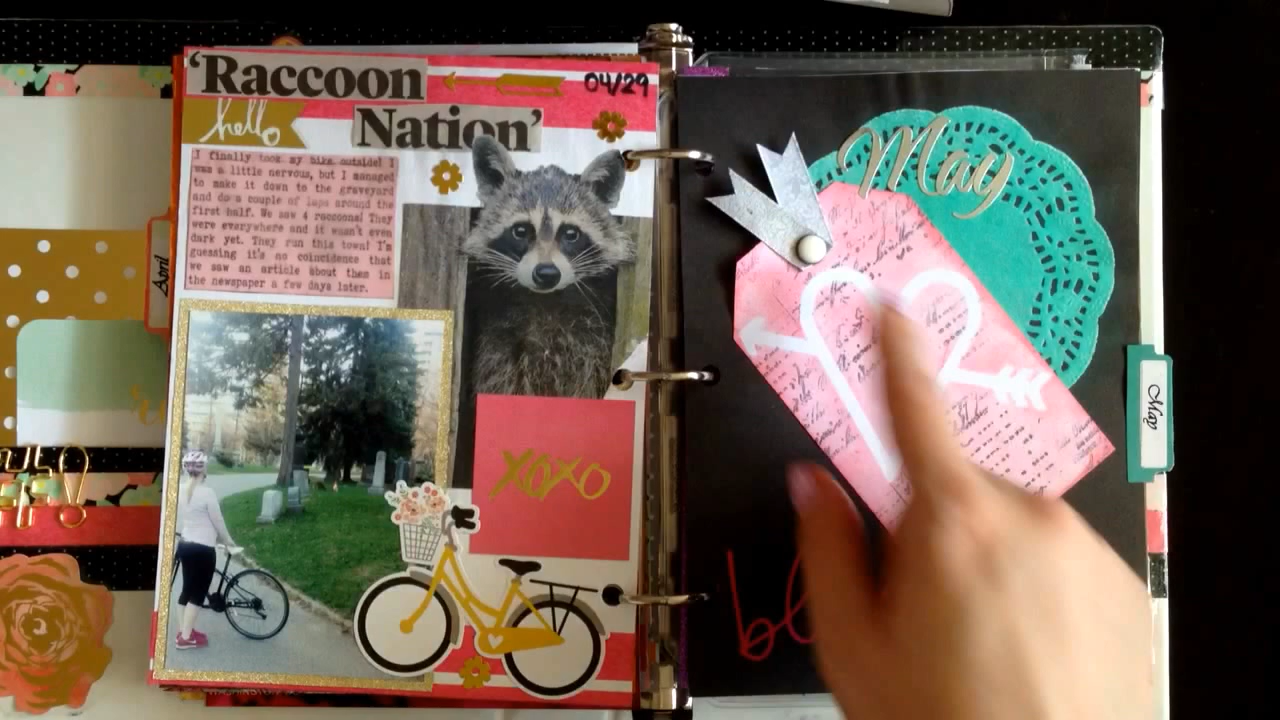 'Raccoon
Nation'
04/29
hello
I finally took my bike outside! I
was a little nervous, but I managed
to make it down to the graveyard
and do a couple of laps around the
first half. We saw 4 raccoons! They
were everywhere and it wasn't even
dark yet. They run this town! I'm
guessing it's no coincidence that
we saw an article about them in
the newspaper a few days later.
XOXO
April
May
May